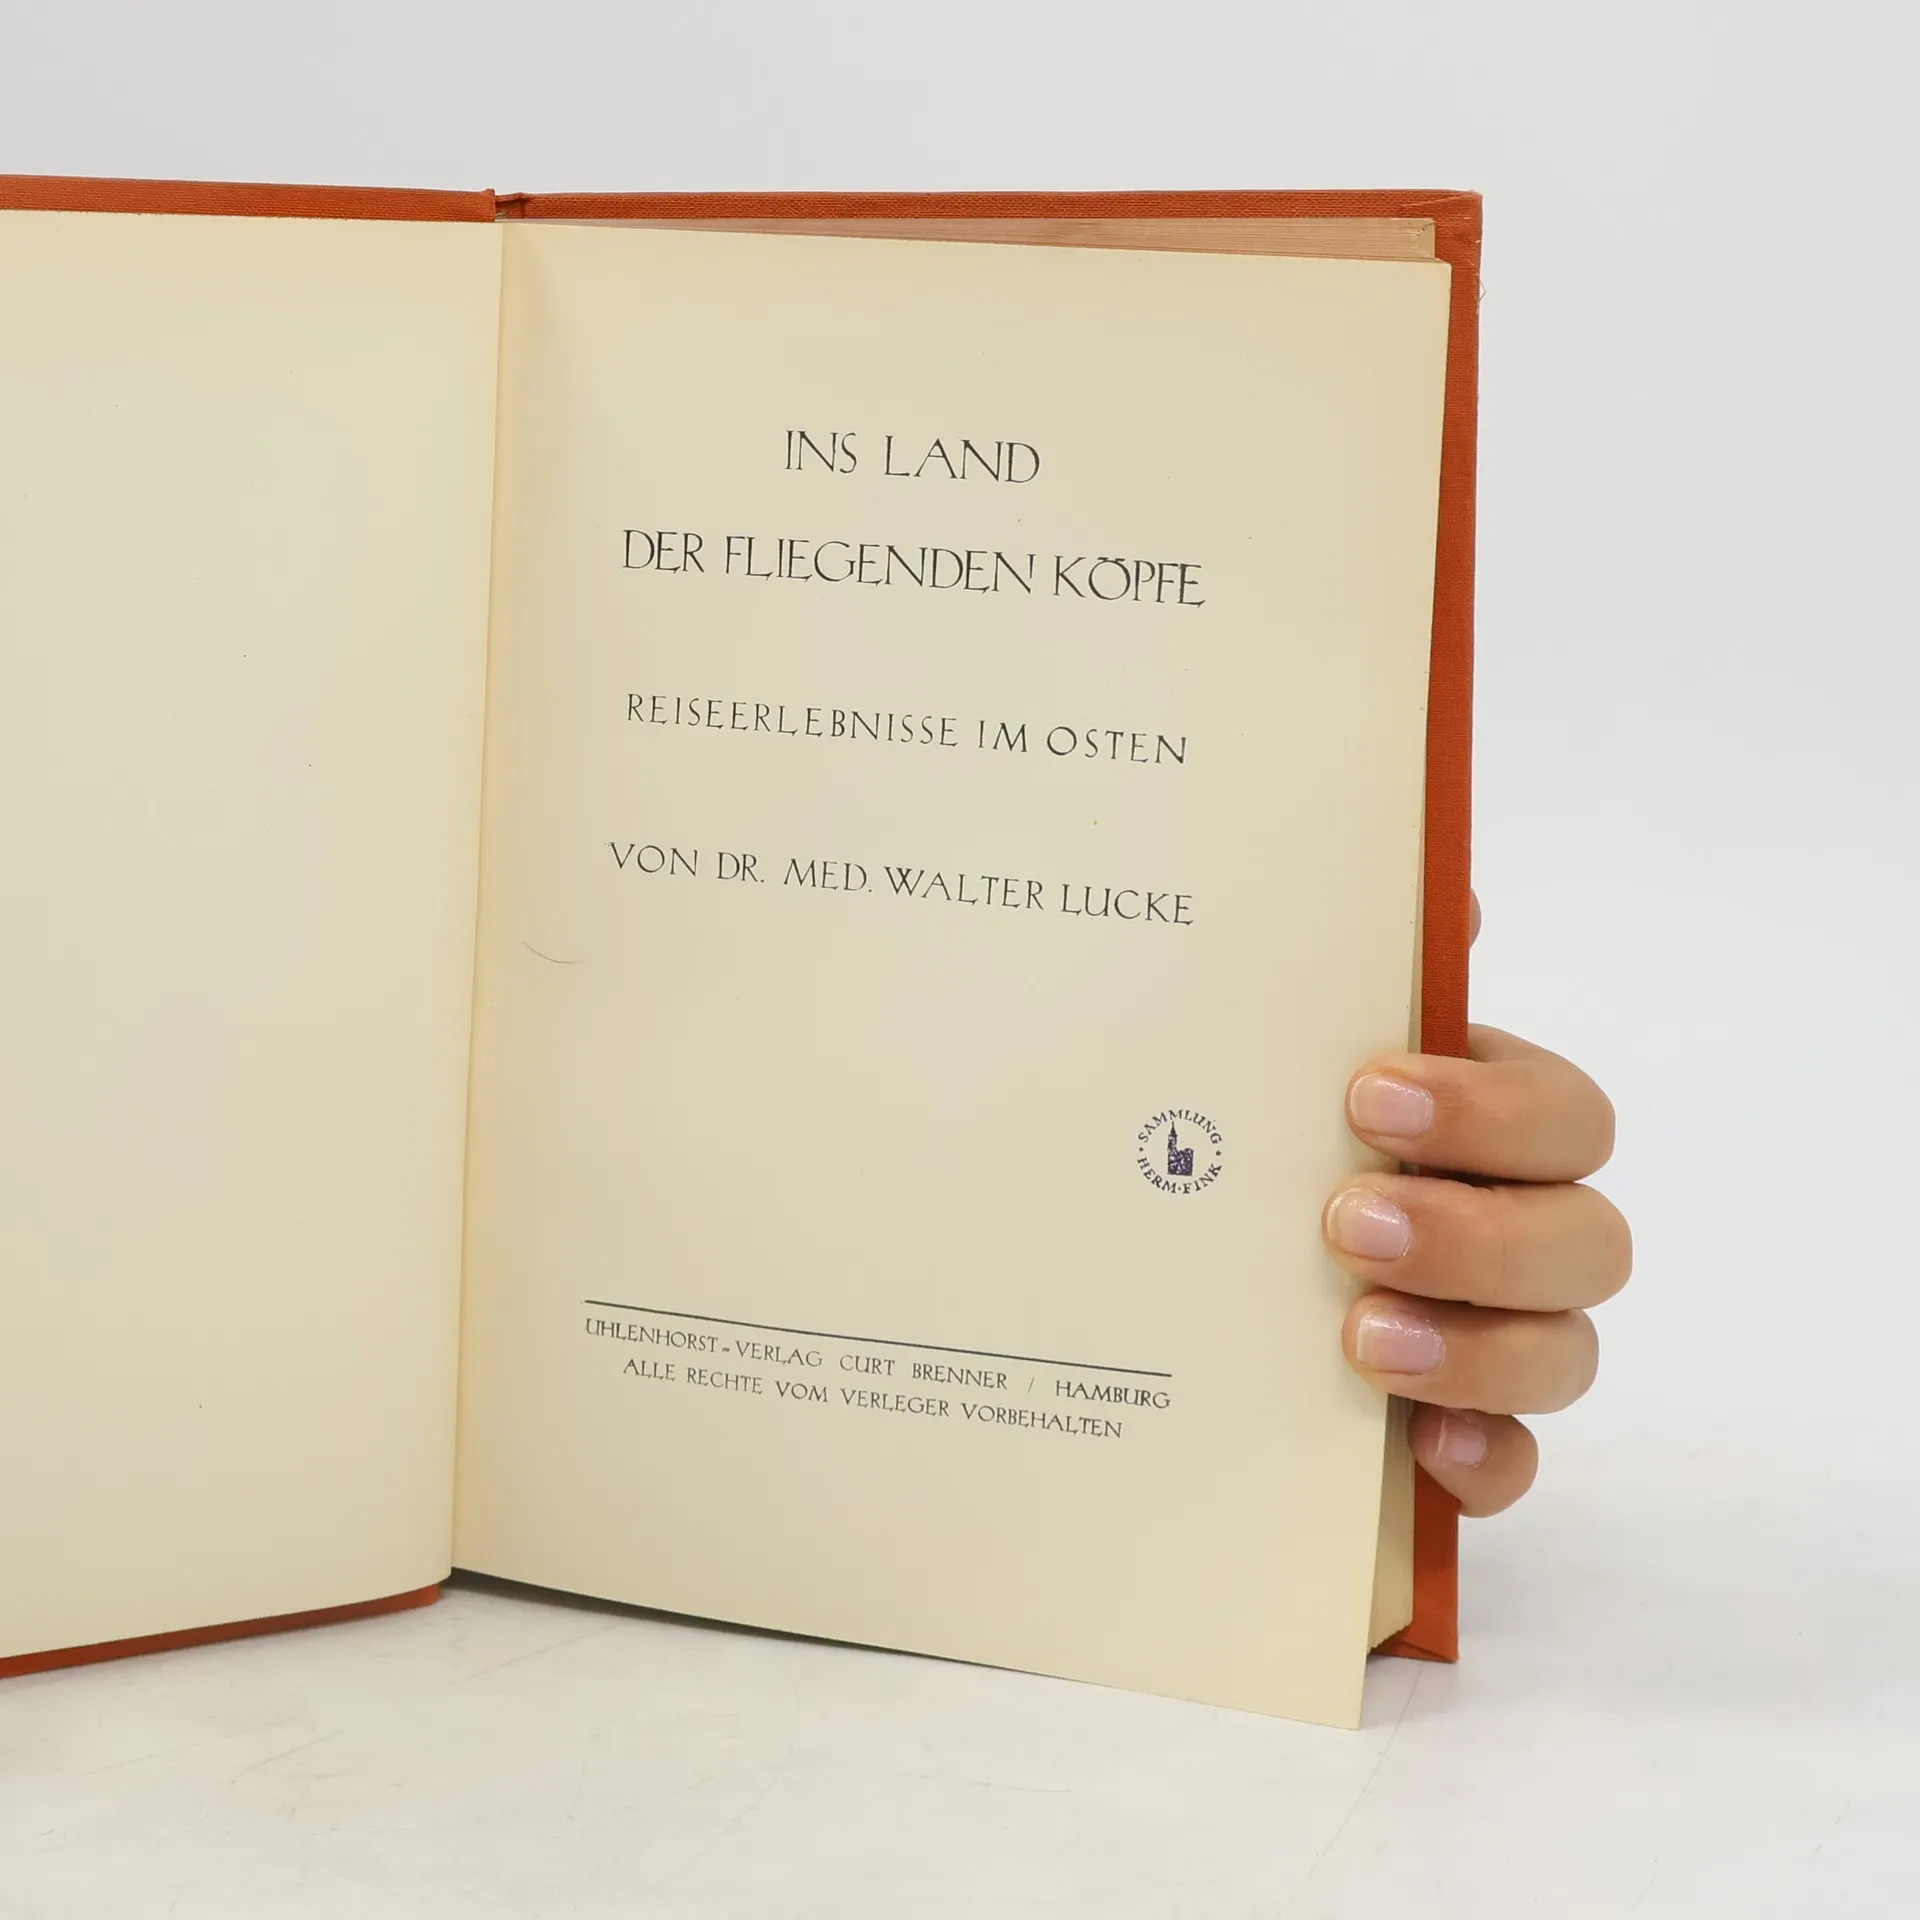 INS LAND
DER FLIEGENDEN KÖPFE
REISEERLEBNISSE IM OSTEN
VON DR. MED. WALTER LUCKE
SAMMLUNG
HERM·FINK
UHLENHORST-VERLAG CURT BRENNER / HAMBURG
ALLE RECHTE VOM VERLEGER VORBEHALTEN